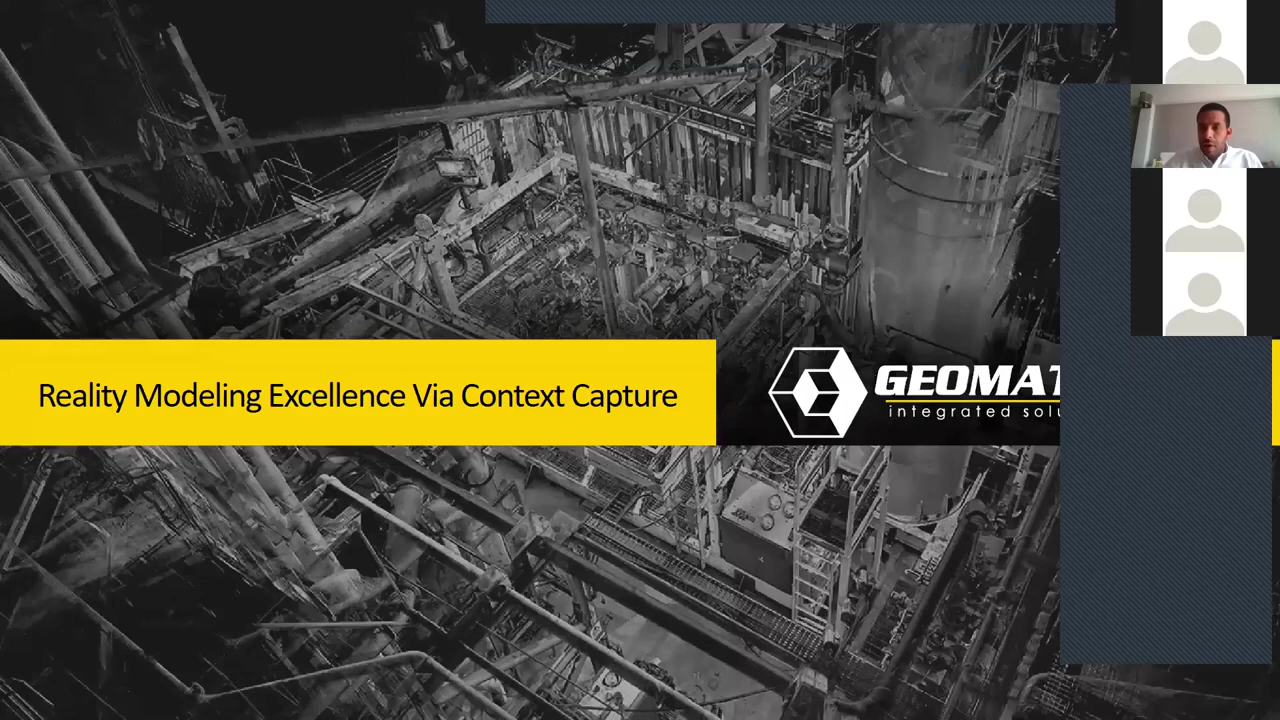 Reality Modeling Excellence Via Context Capture
GEOMAT
integrated solu